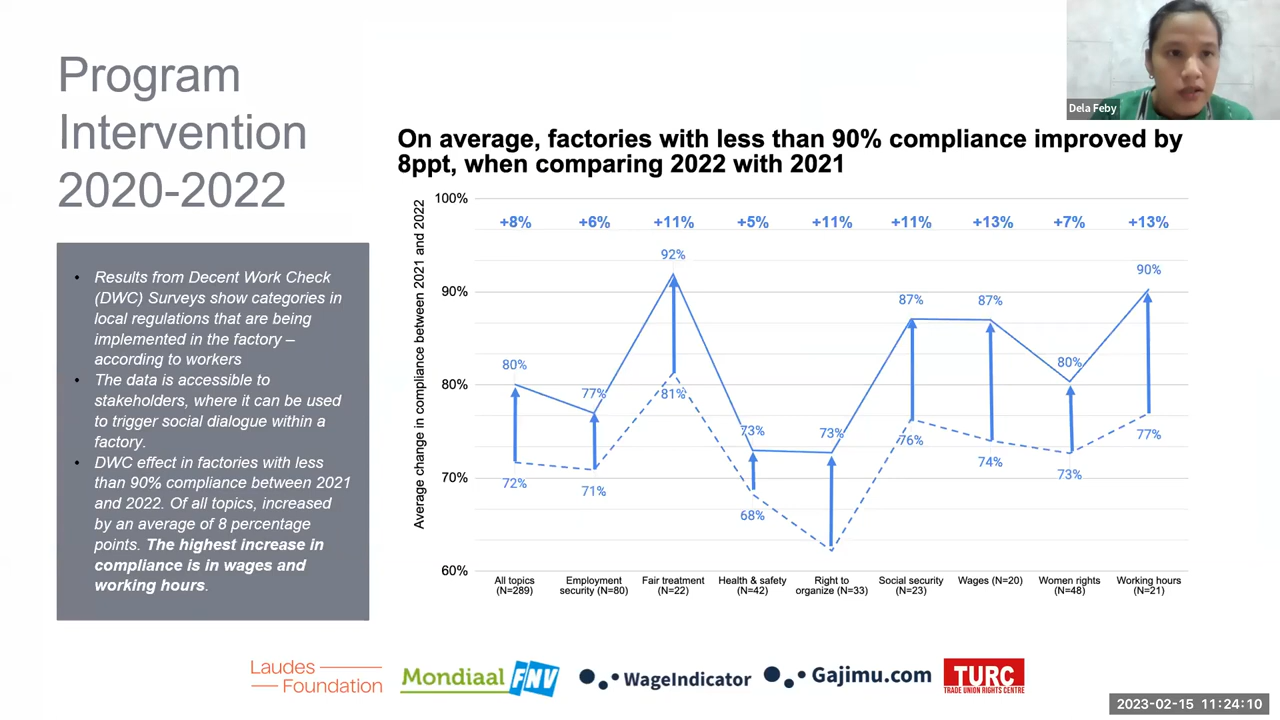 Program
Intervention
2020-2022
• Results from Decent Work Check
(DWC) Surveys show categories in
local regulations that are being
implemented in the factory –
according to workers
• The data is accessible to
stakeholders, where it can be used
to trigger social dialogue within a
factory.
• DWC effect in factories with less
than 90% compliance between 2021
and 2022. Of all topics, increased
by an average of 8 percentage
points. The highest increase in
compliance is in wages and
working hours.
Dela Feby
On average, factories with less than 90% compliance improved by
8ppt, when comparing 2022 with 2021
Average change in compliance between 2021 and 2022
100%
90%
80%
70%
60%
+8% +6% +11% +5% +11% +11% +13% +7% +13%
80% 77% 92% 73% 73% 87% 87% 80% 90%
72% 71% 81% 68% 76% 74% 73% 77%
All topics
(N=289)
Employment
security (N=80)
Fair treatment
(N=22)
Health & safety
(N=42)
Right to
organize (N=33)
Social security
(N=23)
Wages (N=20)
Women rights
(N=48)
Working hours
(N=21)
Laudes
Foundation
Mondiaal FNV
WageIndicator
Gajimu.com
TURC
TRADE UNION RIGHTS CENTRE
2023-02-15 11:24:10